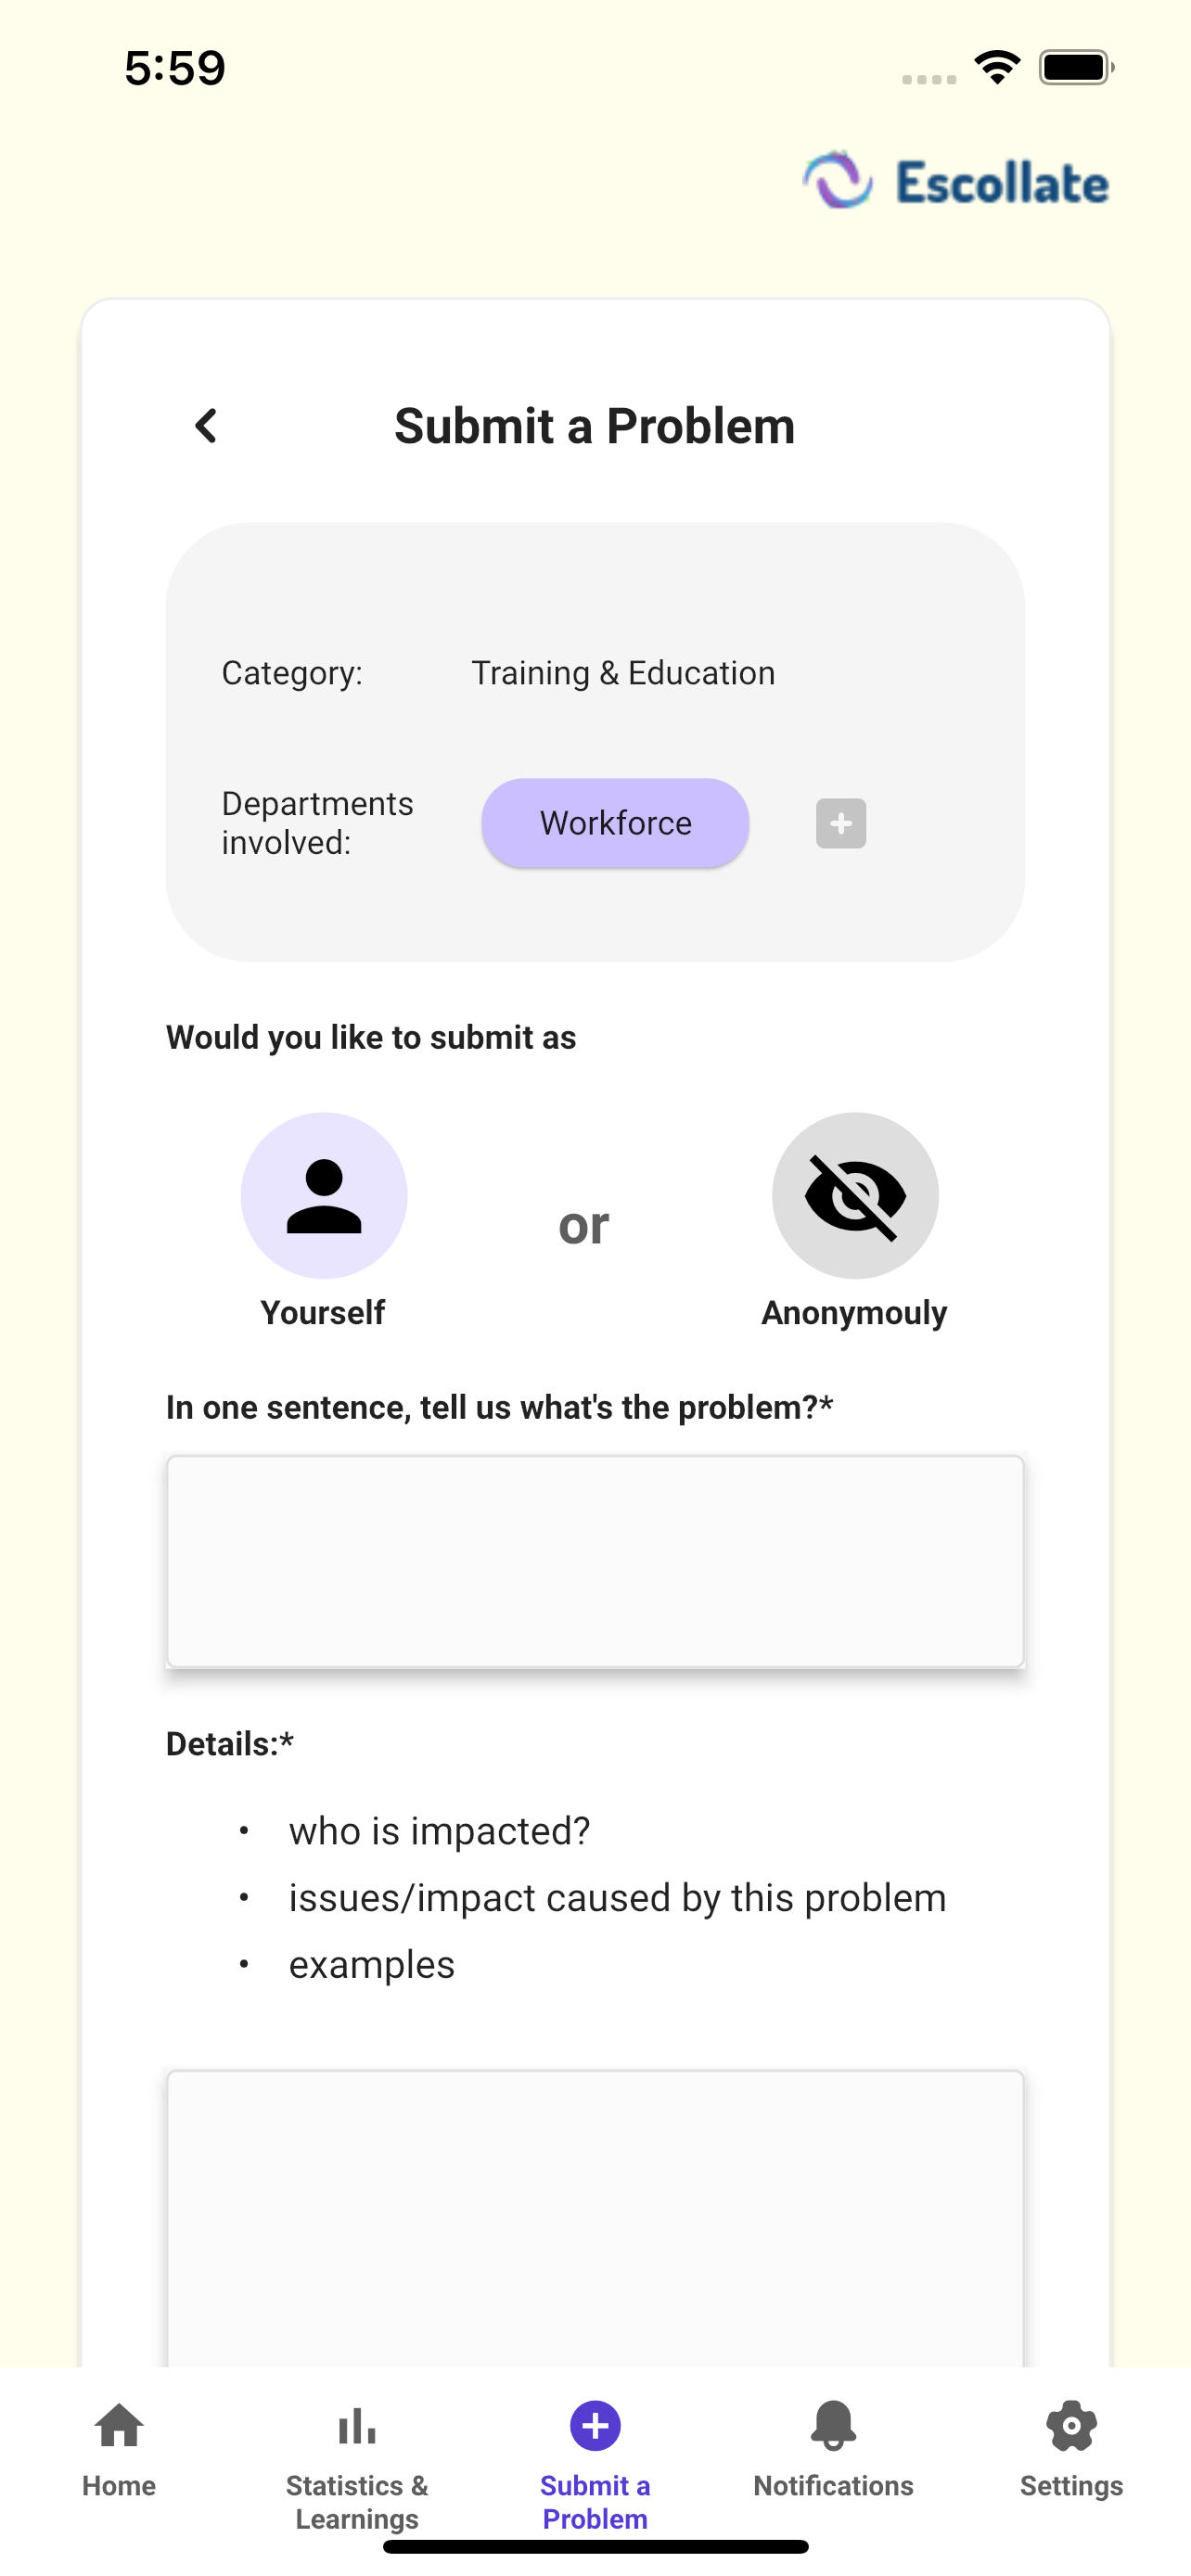 5:59
Escollate
Submit a Problem
Category: Training & Education
Departments
involved:
Workforce
Would you like to submit as
or
Yourself
Anonymouly
In one sentence, tell us what's the problem?*
Details:*
• who is impacted?
• issues/impact caused by this problem
• examples
Home
Statistics &
Learnings
Submit a
Problem
Notifications
Settings